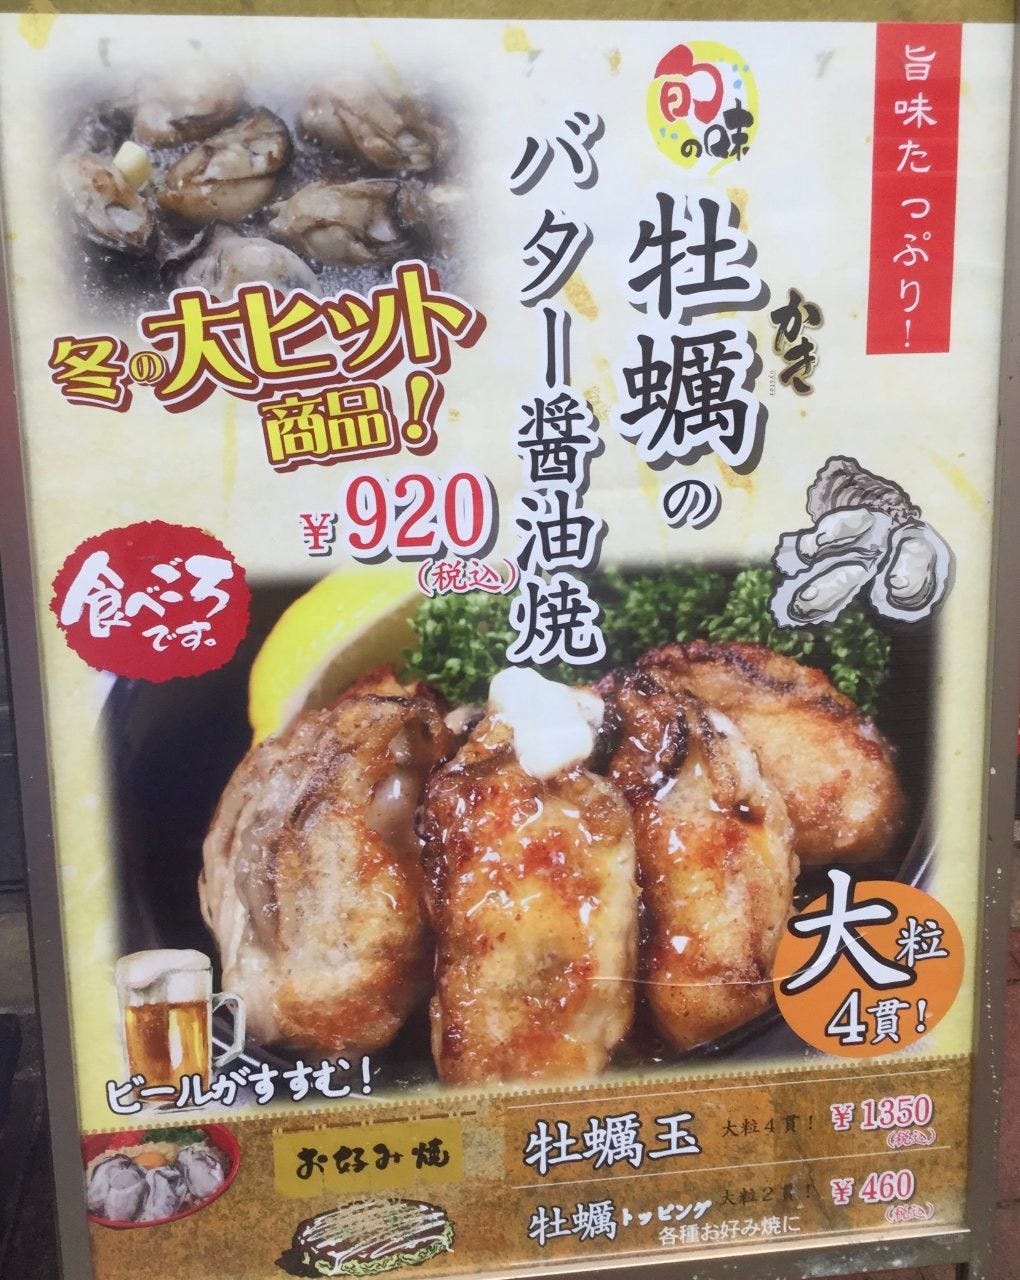 旨味たっぷり!
旬の味
牡蠣の
かき
oyster
バター醤油焼
冬の大ヒット
商品!
¥920
(税込)
食べごろ
です。
大粒
4貫!
ビールがすすむ!
お好み焼
牡蠣玉 大粒4貫! ¥1350
(税込)
牡蠣トッピング 大粒2貫! ¥460
各種お好み焼に (税込)